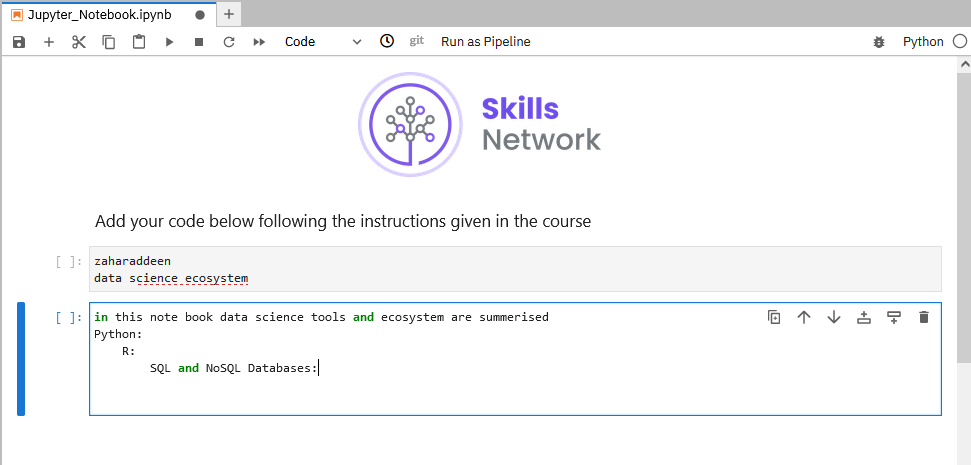 Jupyter_Notebook.ipynb
Code
git
Run as Pipeline
Python
Skills
Network
Add your code below following the instructions given in the course
[ ]:
zaharaddeen
data science ecosystem
[ ]:
in this note book data science tools and ecosystem are summerised
Python:
R:
SQL and NoSQL Databases: